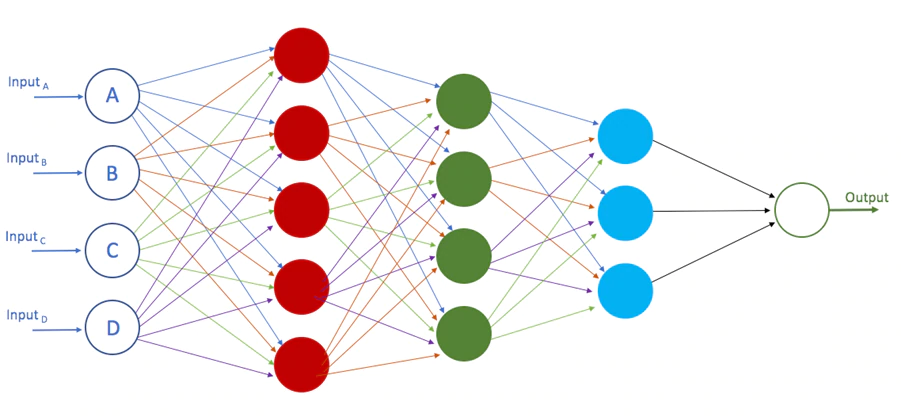 Input A
A
Input B
B
Input C
C
Input D
D
Output